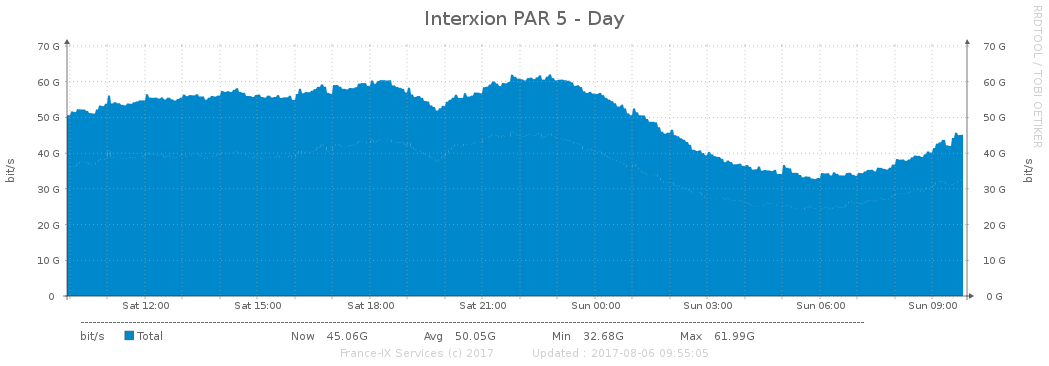 Interxion PAR 5 - Day
RRDTOOL / TOBI OETIKER
70 G 70 G
60 G 60 G
50 G 50 G
40 G 40 G
30 G 30 G
20 G 20 G
10 G 10 G
0 0 G
bit/s bit/s
Sat 12:00 Sat 15:00 Sat 18:00 Sat 21:00 Sun 00:00 Sun 03:00 Sun 06:00 Sun 09:00
bit/s Total Now 45.06G Avg 50.05G Min 32.68G Max 61.99G
France-IX Services (c) 2017 Updated : 2017-08-06 09:55:05